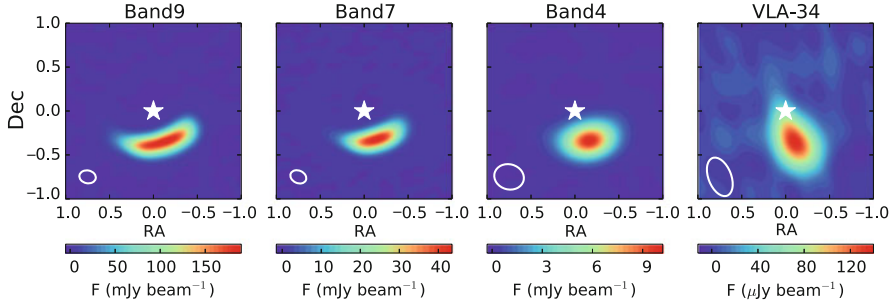 Band9 Band7 Band4 VLA-34
1.0
0.5
0.0
−0.5
−1.0
Dec
1.0 0.5 0.0 −0.5 −1.0 1.0 0.5 0.0 −0.5 −1.0 1.0 0.5 0.0 −0.5 −1.0 1.0 0.5 0.0 −0.5 −1.0
RA RA RA RA
0 50 100 150 0 10 20 30 40 0 3 6 9 0 40 80 120
F (mJy beam⁻¹) F (mJy beam⁻¹) F (mJy beam⁻¹) F (μJy beam⁻¹)